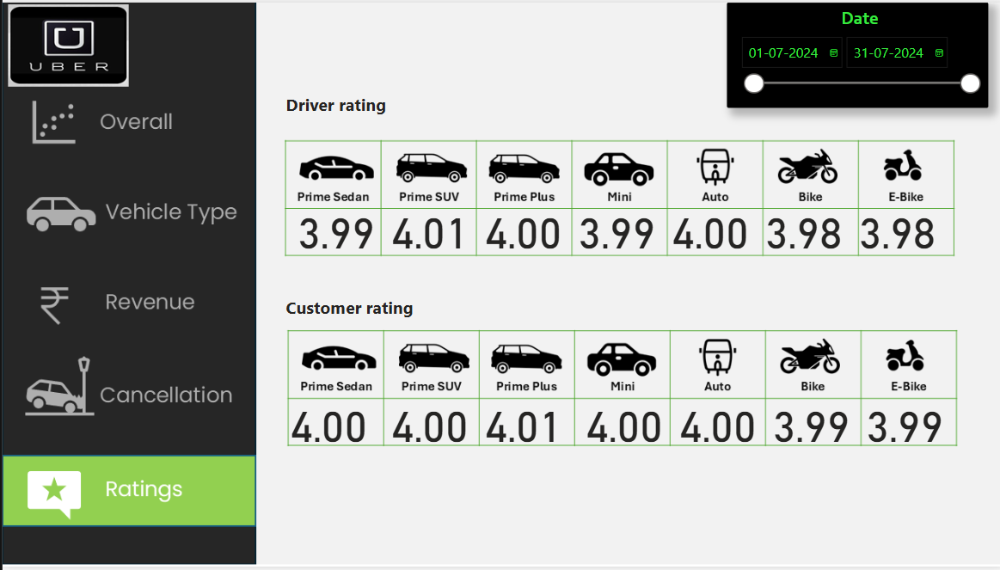 UBER
Overall
Vehicle Type
Revenue
Cancellation
Ratings
Date
01-07-2024 31-07-2024
Driver rating
Prime Sedan Prime SUV Prime Plus Mini Auto Bike E-Bike
3.99 4.01 4.00 3.99 4.00 3.98 3.98
Customer rating
Prime Sedan Prime SUV Prime Plus Mini Auto Bike E-Bike
4.00 4.00 4.01 4.00 4.00 3.99 3.99